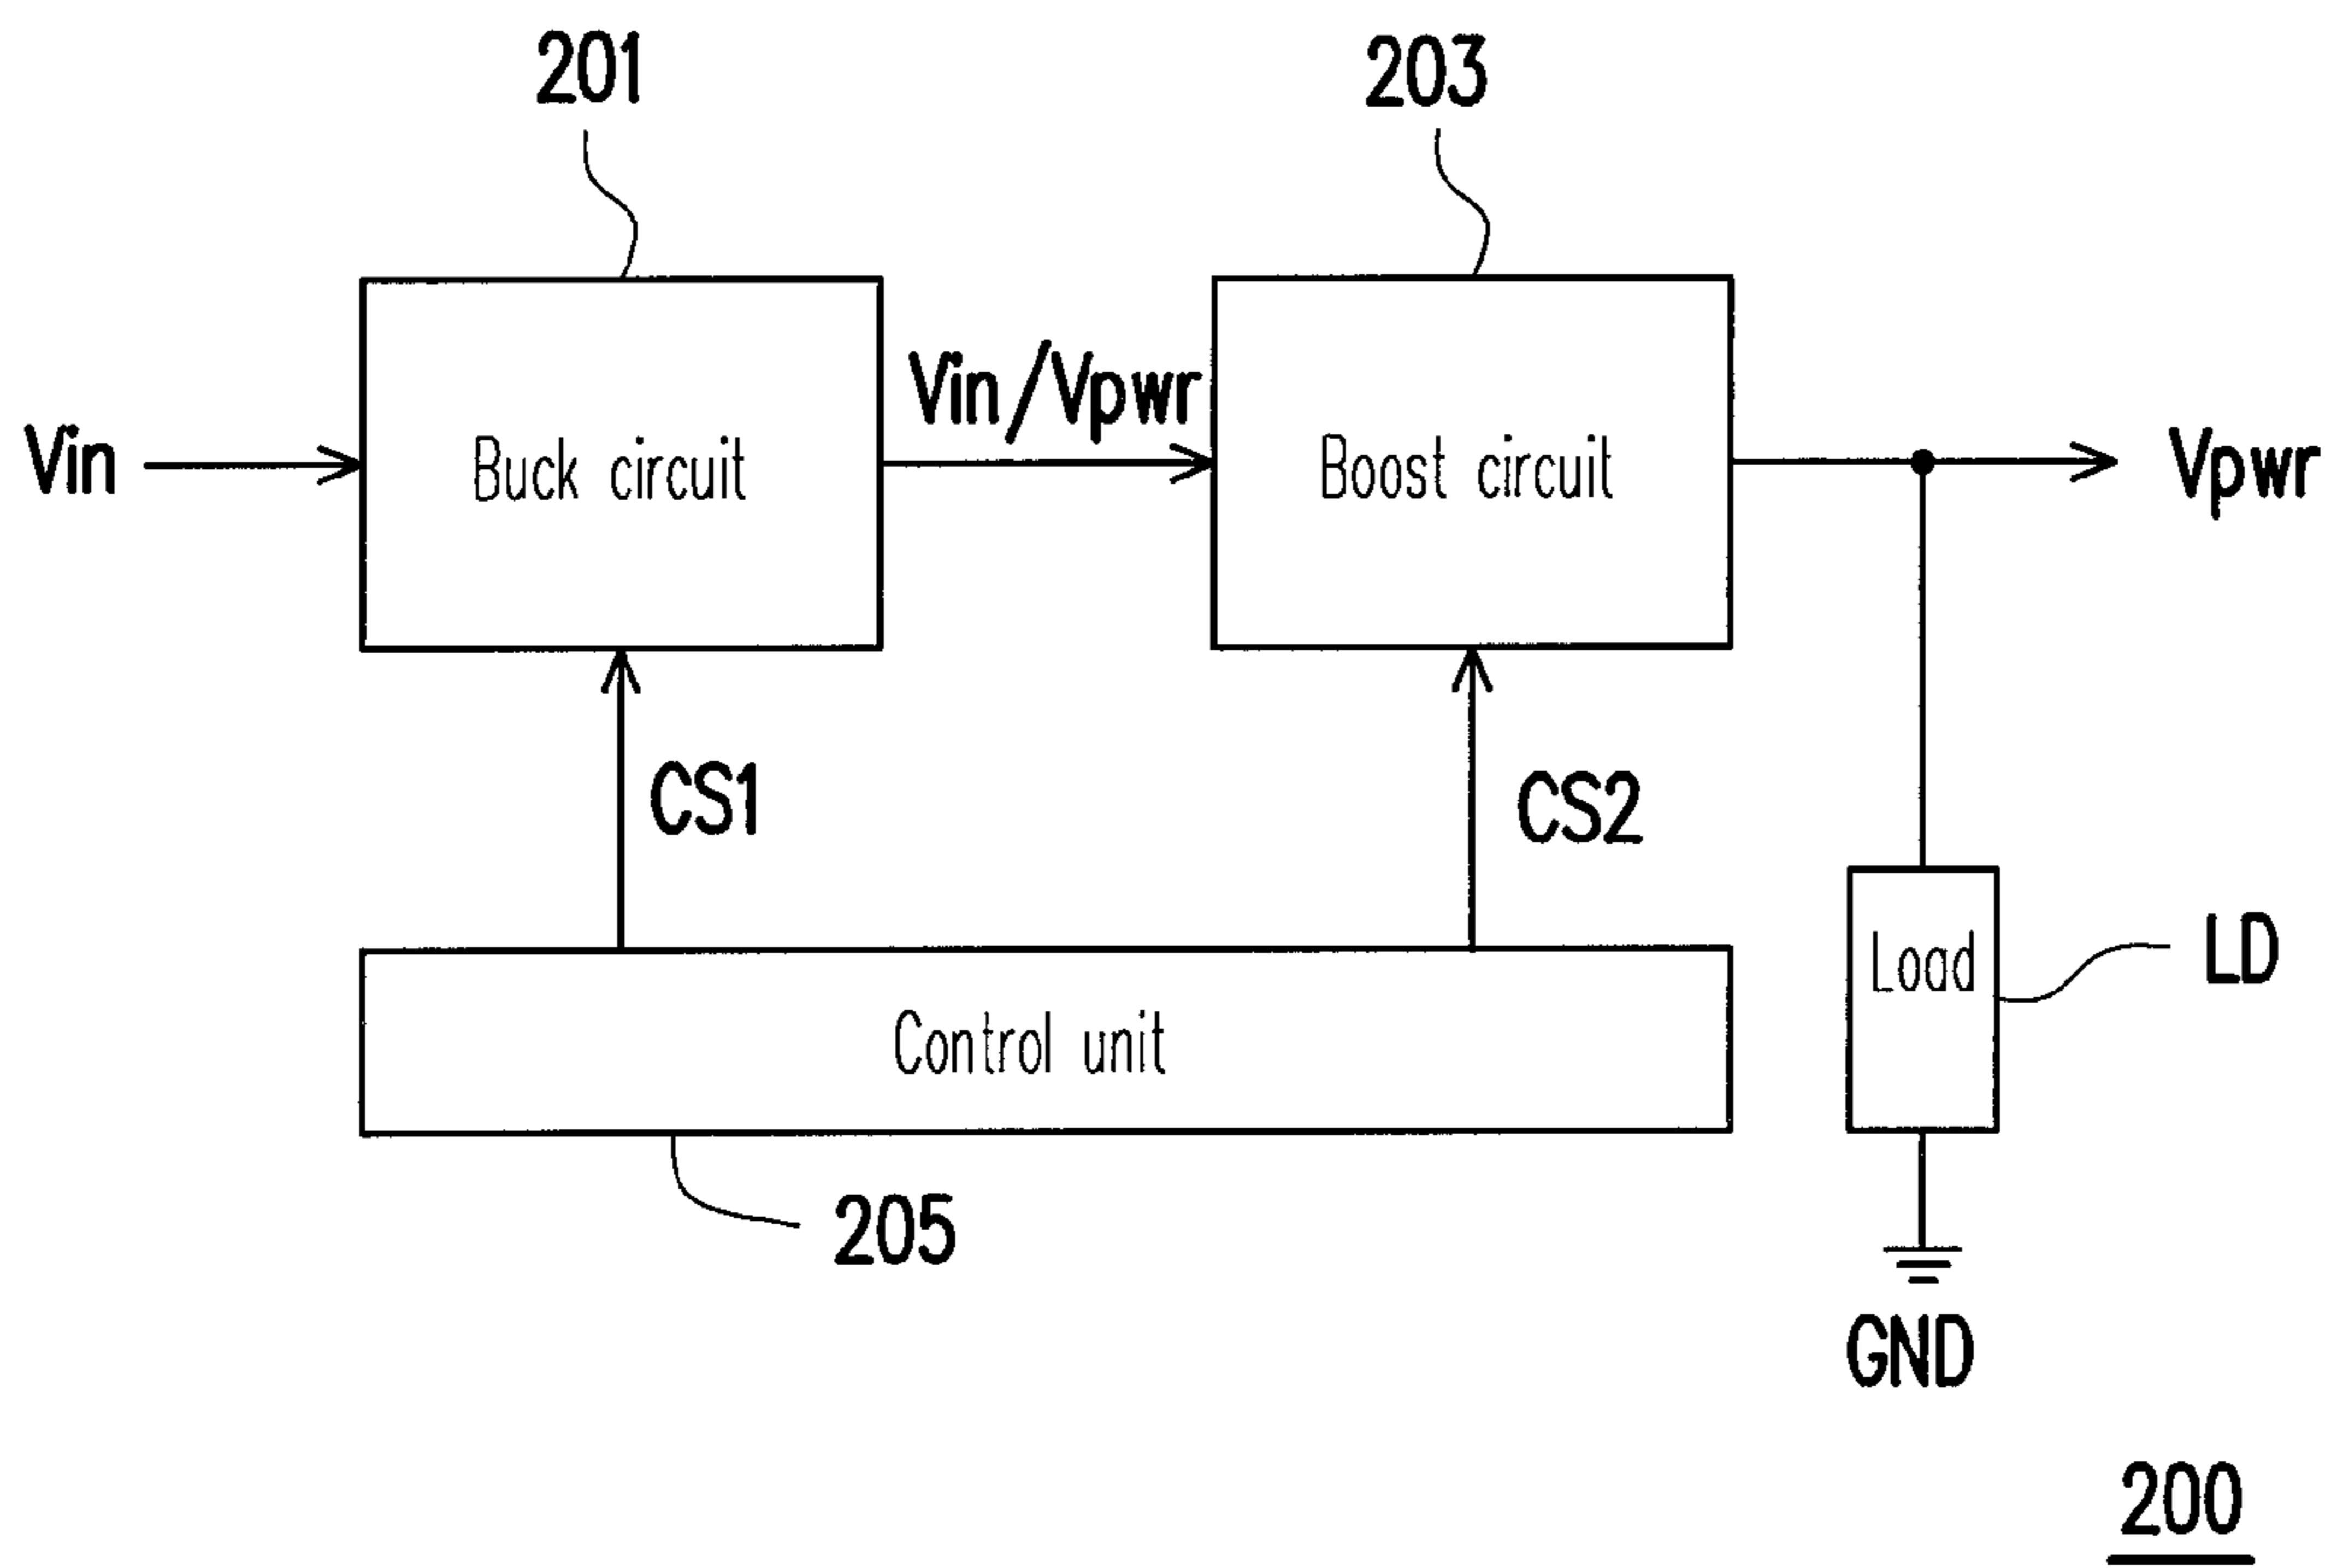 201
203
Vin
Buck circuit
Vin/Vpwr
Boost circuit
Vpwr
CS1
CS2
Control unit
Load
LD
205
GND
200